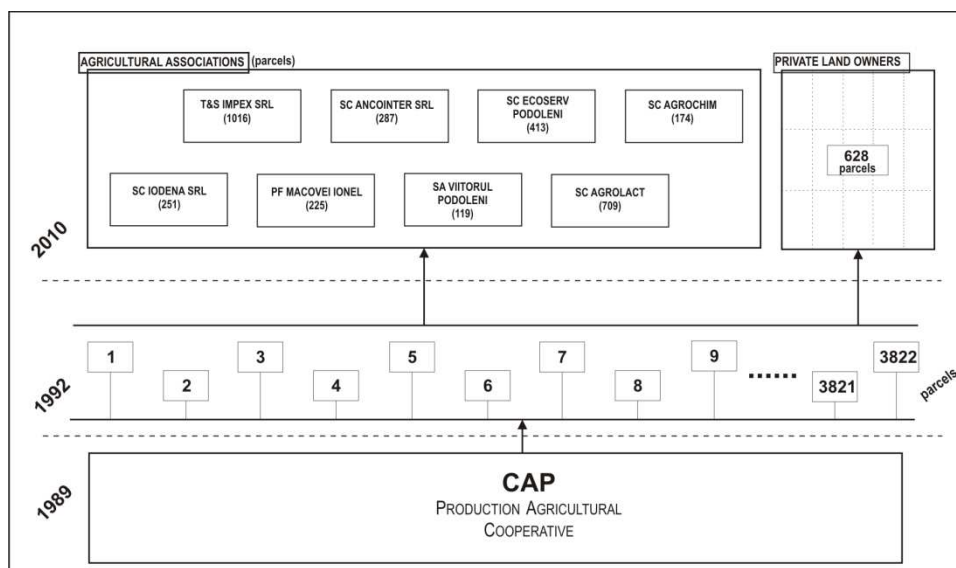 AGRICULTURAL ASSOCIATIONS (parcels)
PRIVATE LAND OWNERS
T&S IMPEX SRL
(1016)
SC ANCOINTER SRL
(287)
SC ECOSERV
PODOLENI
(413)
SC AGROCHIM
(174)
628
parcels
SC IODENA SRL
(251)
PF MACOVEI IONEL
(225)
SA VIITORUL
PODOLENI
(119)
SC AGROLACT
(709)
2010
1
2
3
4
5
6
7
8
9
......
3821
3822
parcels
1992
1989
CAP
PRODUCTION AGRICULTURAL
COOPERATIVE